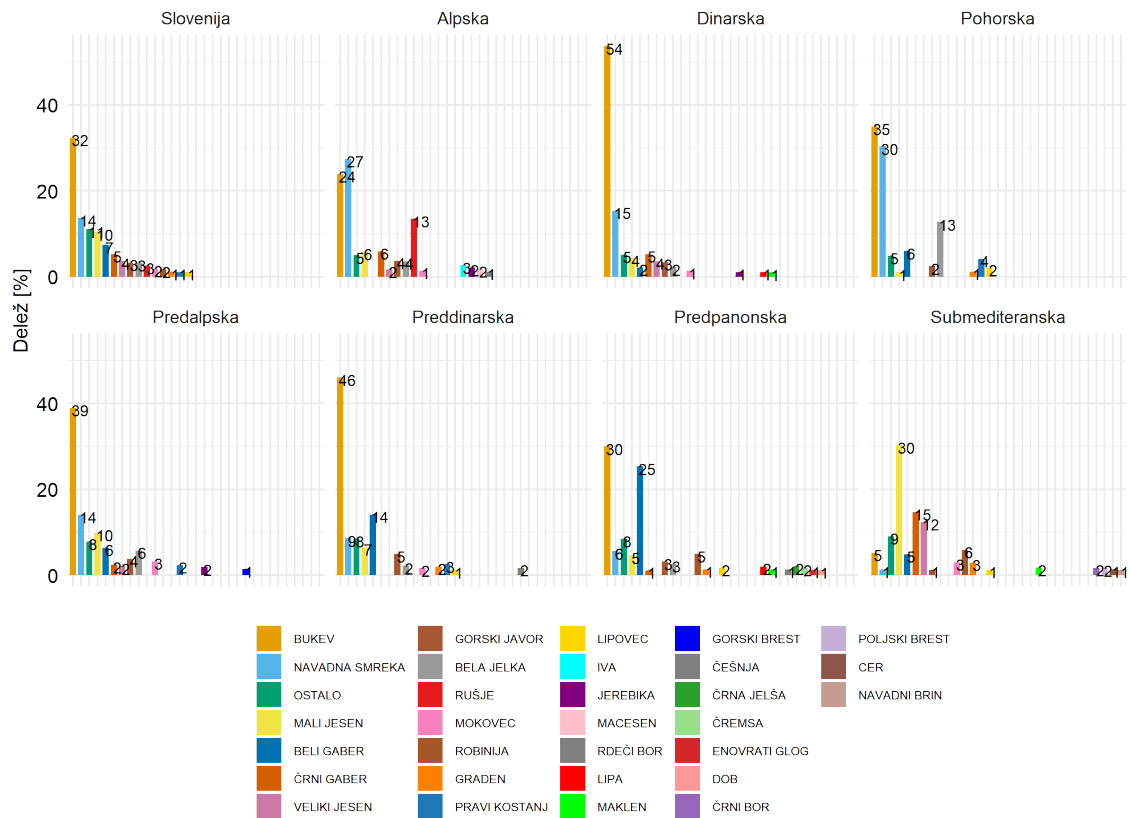 Slovenija Alpska Dinarska Pohorska
40
20
0
32 14 11 10 7 5 4 3 3 3 2 2 1 1 1
24 27 5 6 6 2 4 4 13 1 3 2 2 1
54 15 5 4 2 5 4 3 2 1 1 1 1
35 30 5 1 6 2 13 1 4 2
Delež [%]
Predalpska Preddinarska Predpanonska Submediteranska
40
20
0
39 14 8 10 6 2 2 4 6 3 2 2 1
46 9 8 7 14 5 2 2 2 3 1 2
30 6 8 5 25 1 3 3 5 1 2 2 1 1 2 2 1 1
5 1 9 30 5 15 12 1 3 6 3 1 2 2 2 1 1
BUKEV GORSKI JAVOR LIPOVEC GORSKI BREST POLJSKI BREST
NAVADNA SMREKA BELA JELKA IVA ČEŠNJA CER
OSTALO RUŠJE JEREBIKA ČRNA JELŠA NAVADNI BRIN
MALI JESEN MOKOVEC MACESEN ČREMSA
BELI GABER ROBINIJA RDEČI BOR ENOVRATI GLOG
ČRNI GABER GRADEN LIPA DOB
VELIKI JESEN PRAVI KOSTANJ MAKLEN ČRNI BOR